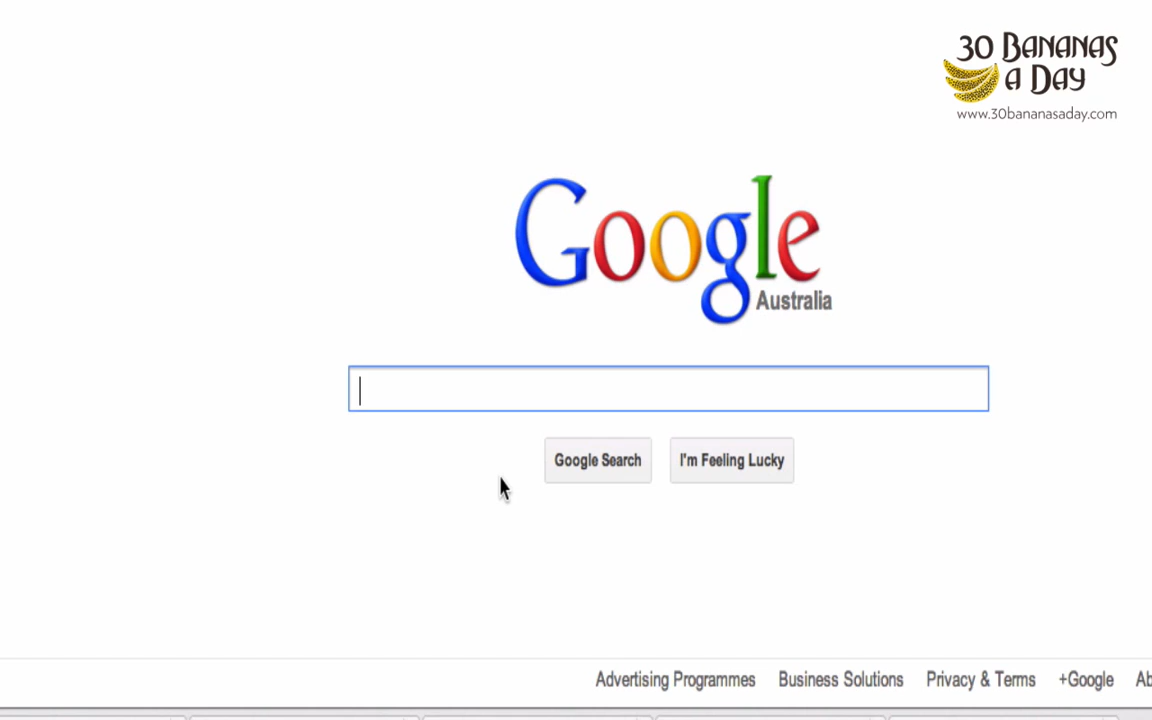 30 BANANAS
A DAY
www.30bananasaday.com
Google
Australia
Google Search
I'm Feeling Lucky
Advertising Programmes
Business Solutions
Privacy & Terms
+Google